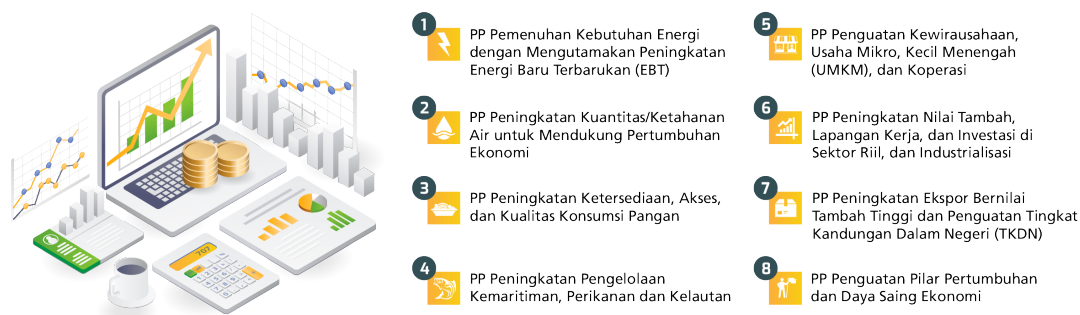 707
1
PP Pemenuhan Kebutuhan Energi
dengan Mengutamakan Peningkatan
Energi Baru Terbarukan (EBT)
2
PP Peningkatan Kuantitas/Ketahanan
Air untuk Mendukung Pertumbuhan
Ekonomi
3
PP Peningkatan Ketersediaan, Akses,
dan Kualitas Konsumsi Pangan
4
PP Peningkatan Pengelolaan
Kemaritiman, Perikanan dan Kelautan
5
PP Penguatan Kewirausahaan,
Usaha Mikro, Kecil Menengah
(UMKM), dan Koperasi
6
PP Peningkatan Nilai Tambah,
Lapangan Kerja, dan Investasi di
Sektor Riil, dan Industrialisasi
7
PP Peningkatan Ekspor Bernilai
Tambah Tinggi dan Penguatan Tingkat
Kandungan Dalam Negeri (TKDN)
8
PP Penguatan Pilar Pertumbuhan
dan Daya Saing Ekonomi